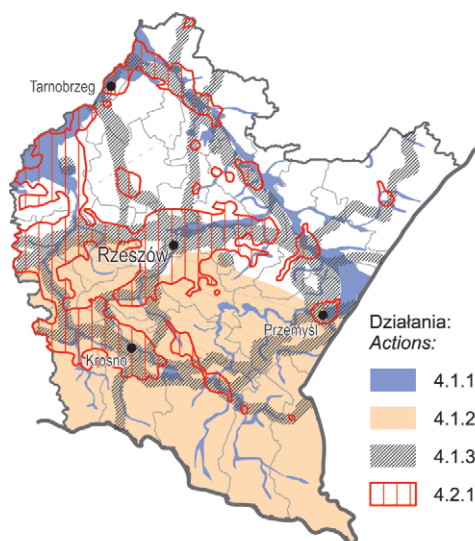 Tarnobrzeg
Rzeszów
Przemyśl
Krosno
Działania:
Actions:
4.1.1
4.1.2
4.1.3
4.2.1